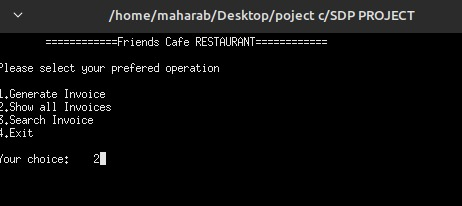 /home/maharab/Desktop/poject c/SDP PROJECT
============Friends Cafe RESTAURANT============
Please select your prefered operation
1.Generate Invoice
2.Show all Invoices
3.Search Invoice
4.Exit
Your choice: 2